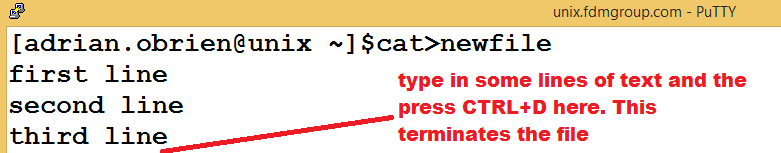 unix.fdmgroup.com - PuTTY
[adrian.obrien@unix ~]$cat>newfile
first line
second line
third line
type in some lines of text and the
press CTRL+D here. This
terminates the file